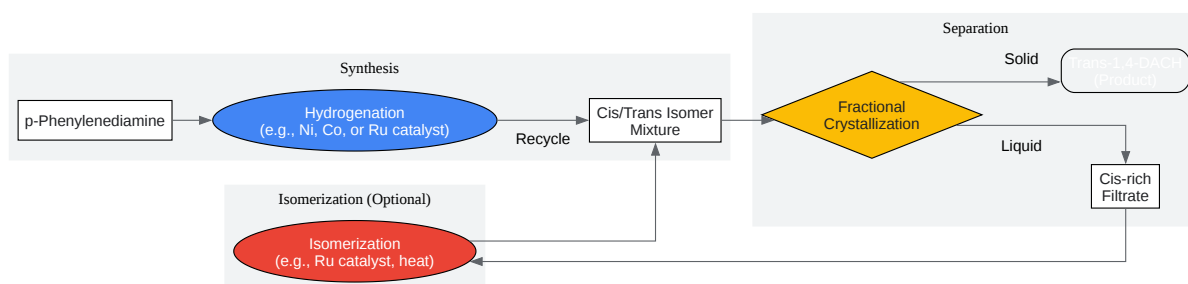 Separation
Synthesis
Solid
Trans-1,4-DACH
(Product)
p-Phenylenediamine
Hydrogenation
(e.g., Ni, Co, or Ru catalyst)
Recycle
Cis/Trans Isomer
Mixture
Fractional
Crystallization
Liquid
Cis-rich
Filtrate
Isomerization (Optional)
Isomerization
(e.g., Ru catalyst, heat)